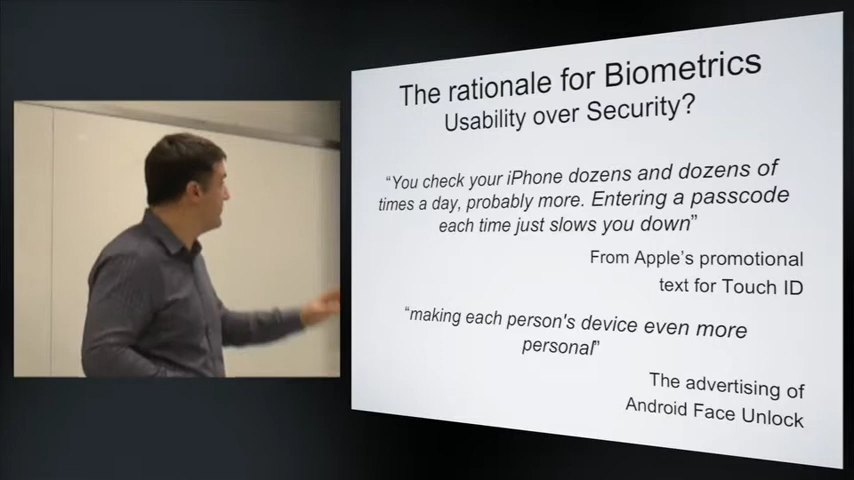 The rationale for Biometrics
Usability over Security?
“You check your iPhone dozens and dozens of
times a day, probably more. Entering a passcode
each time just slows you down”
From Apple's promotional
text for Touch ID
“making each person's device even more
personal”
The advertising of
Android Face Unlock